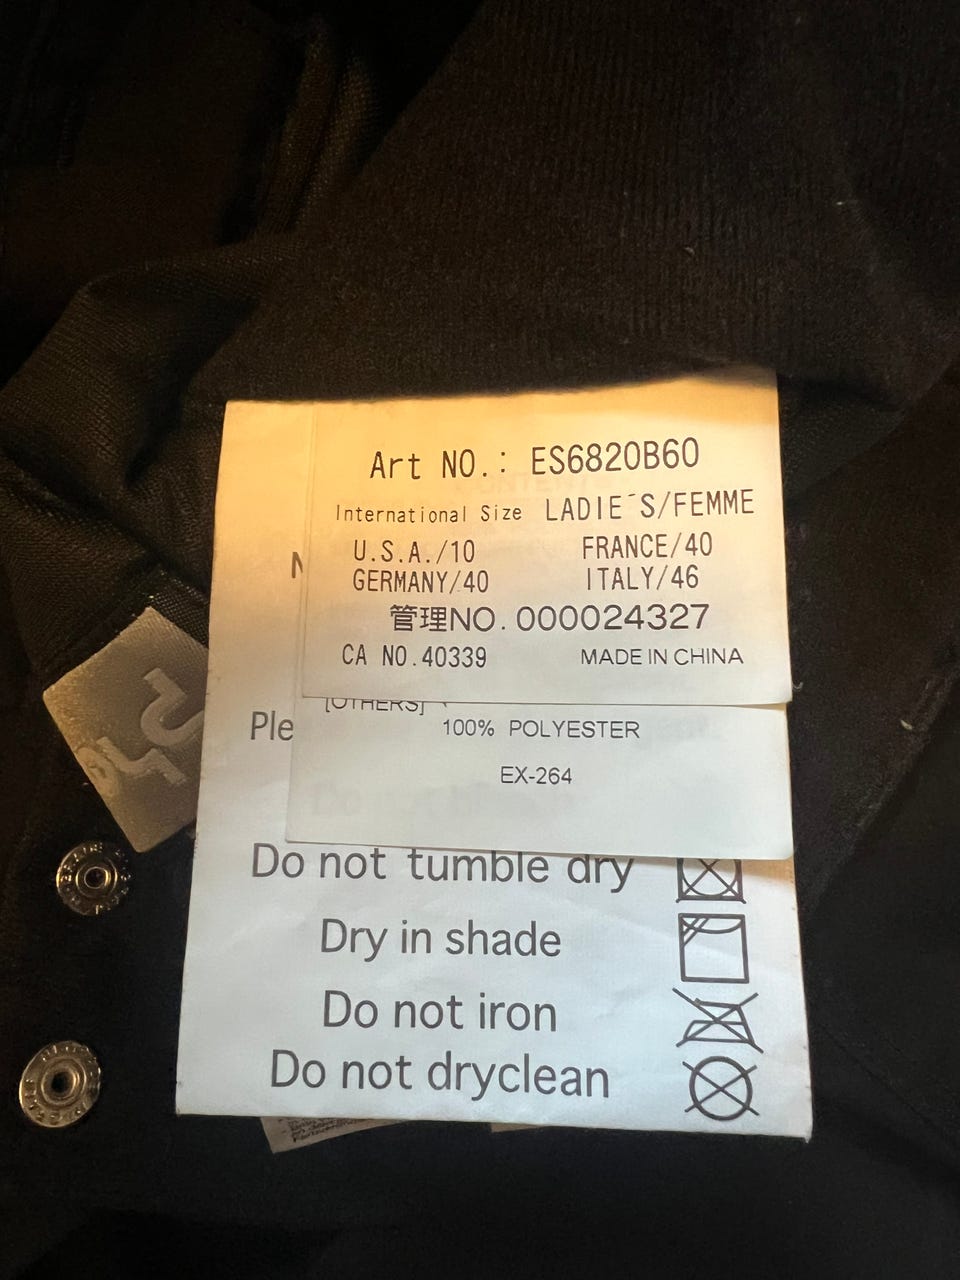 Art NO.: ES6820B60
International Size LADIE´S/FEMME
U.S.A./10 FRANCE/40
GERMANY/40 ITALY/46
管理NO. 000024327
CA NO.40339 MADE IN CHINA
[OTHERS]
100% POLYESTER
EX-264
Ple
Do not tumble dry
Dry in shade
Do not iron
Do not dryclean